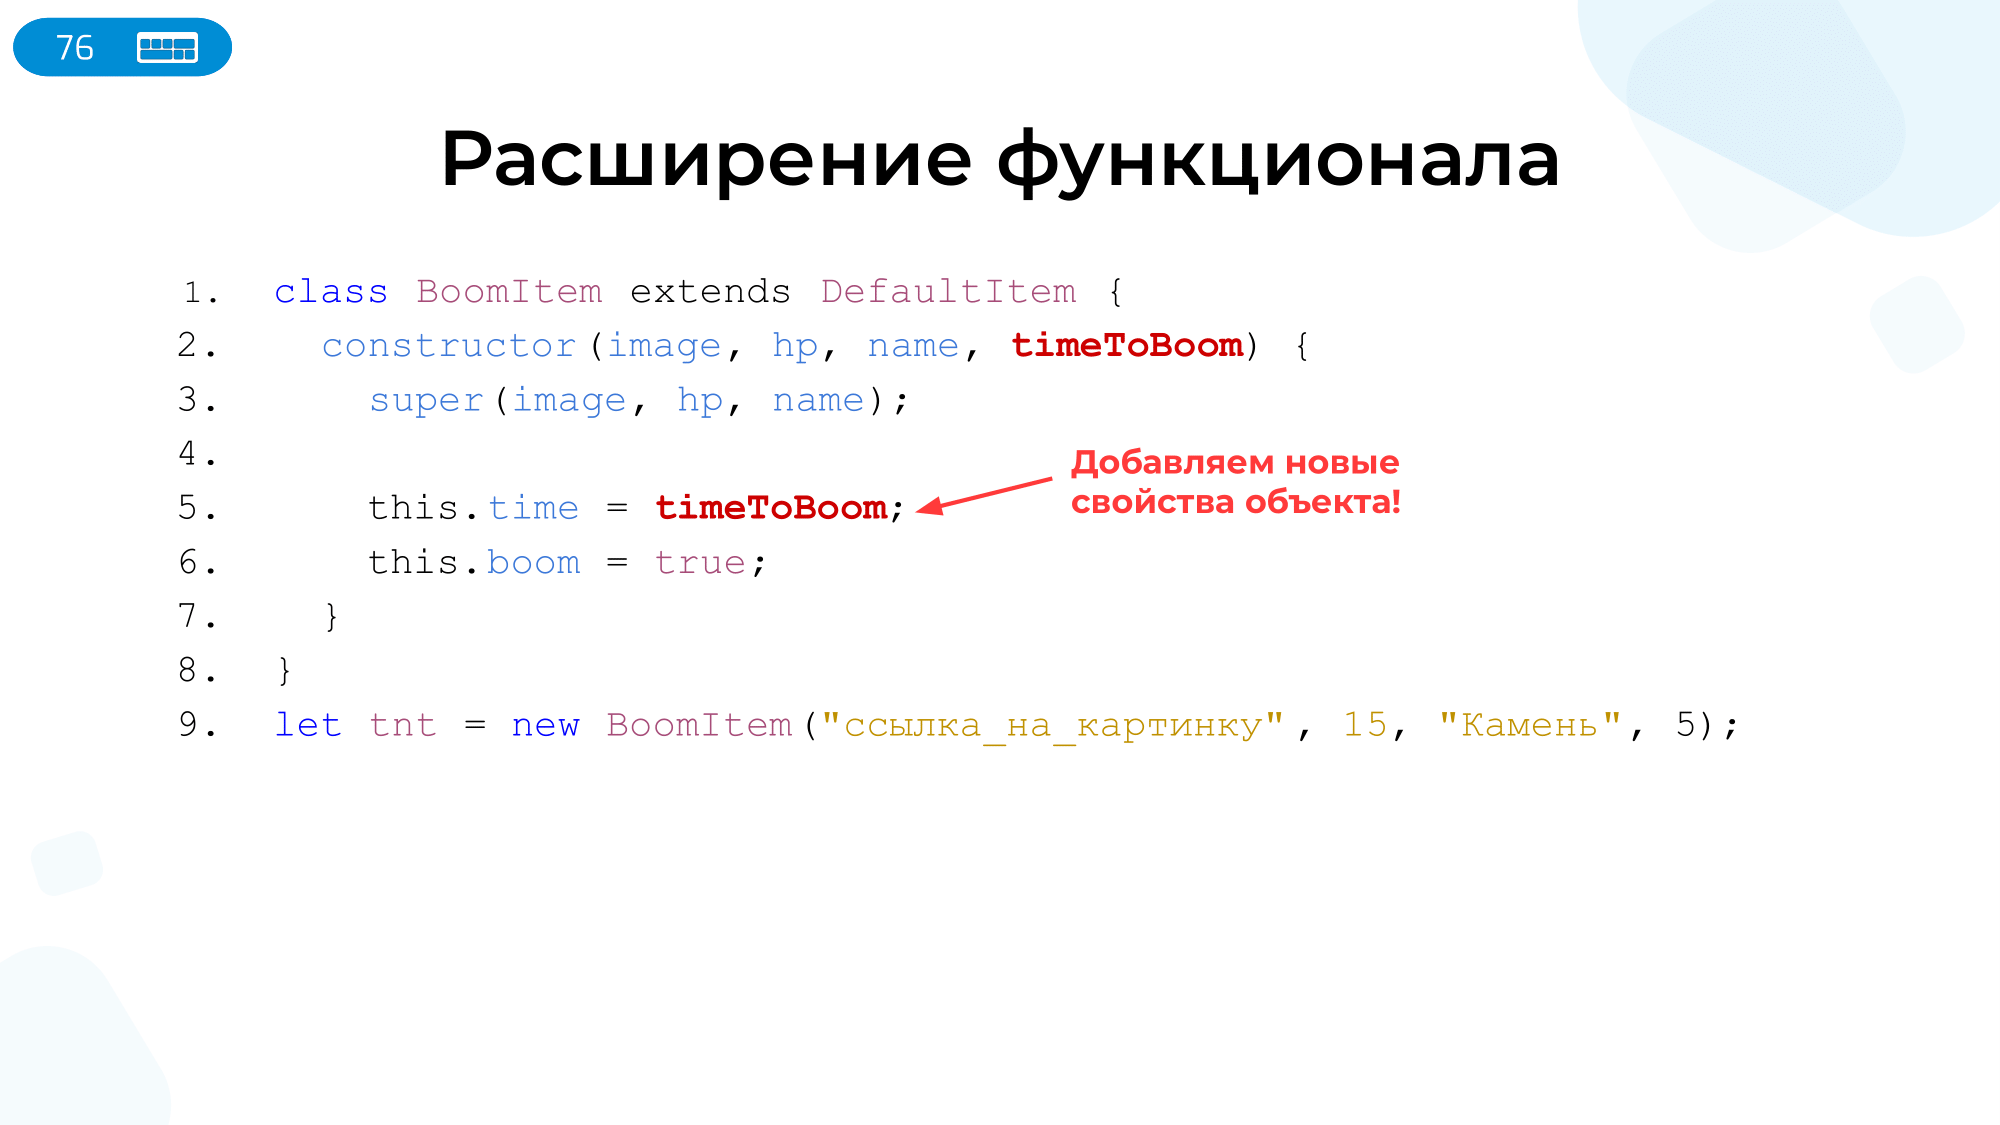 76
Расширение функционала
1. class BoomItem extends DefaultItem {
2. constructor(image, hp, name, timeToBoom) {
3. super(image, hp, name);
4.
Добавляем новые
свойства объекта!
5. this.time = timeToBoom;
6. this.boom = true;
7. }
8. }
9. let tnt = new BoomItem("ссылка_на_картинку", 15, "Камень", 5);